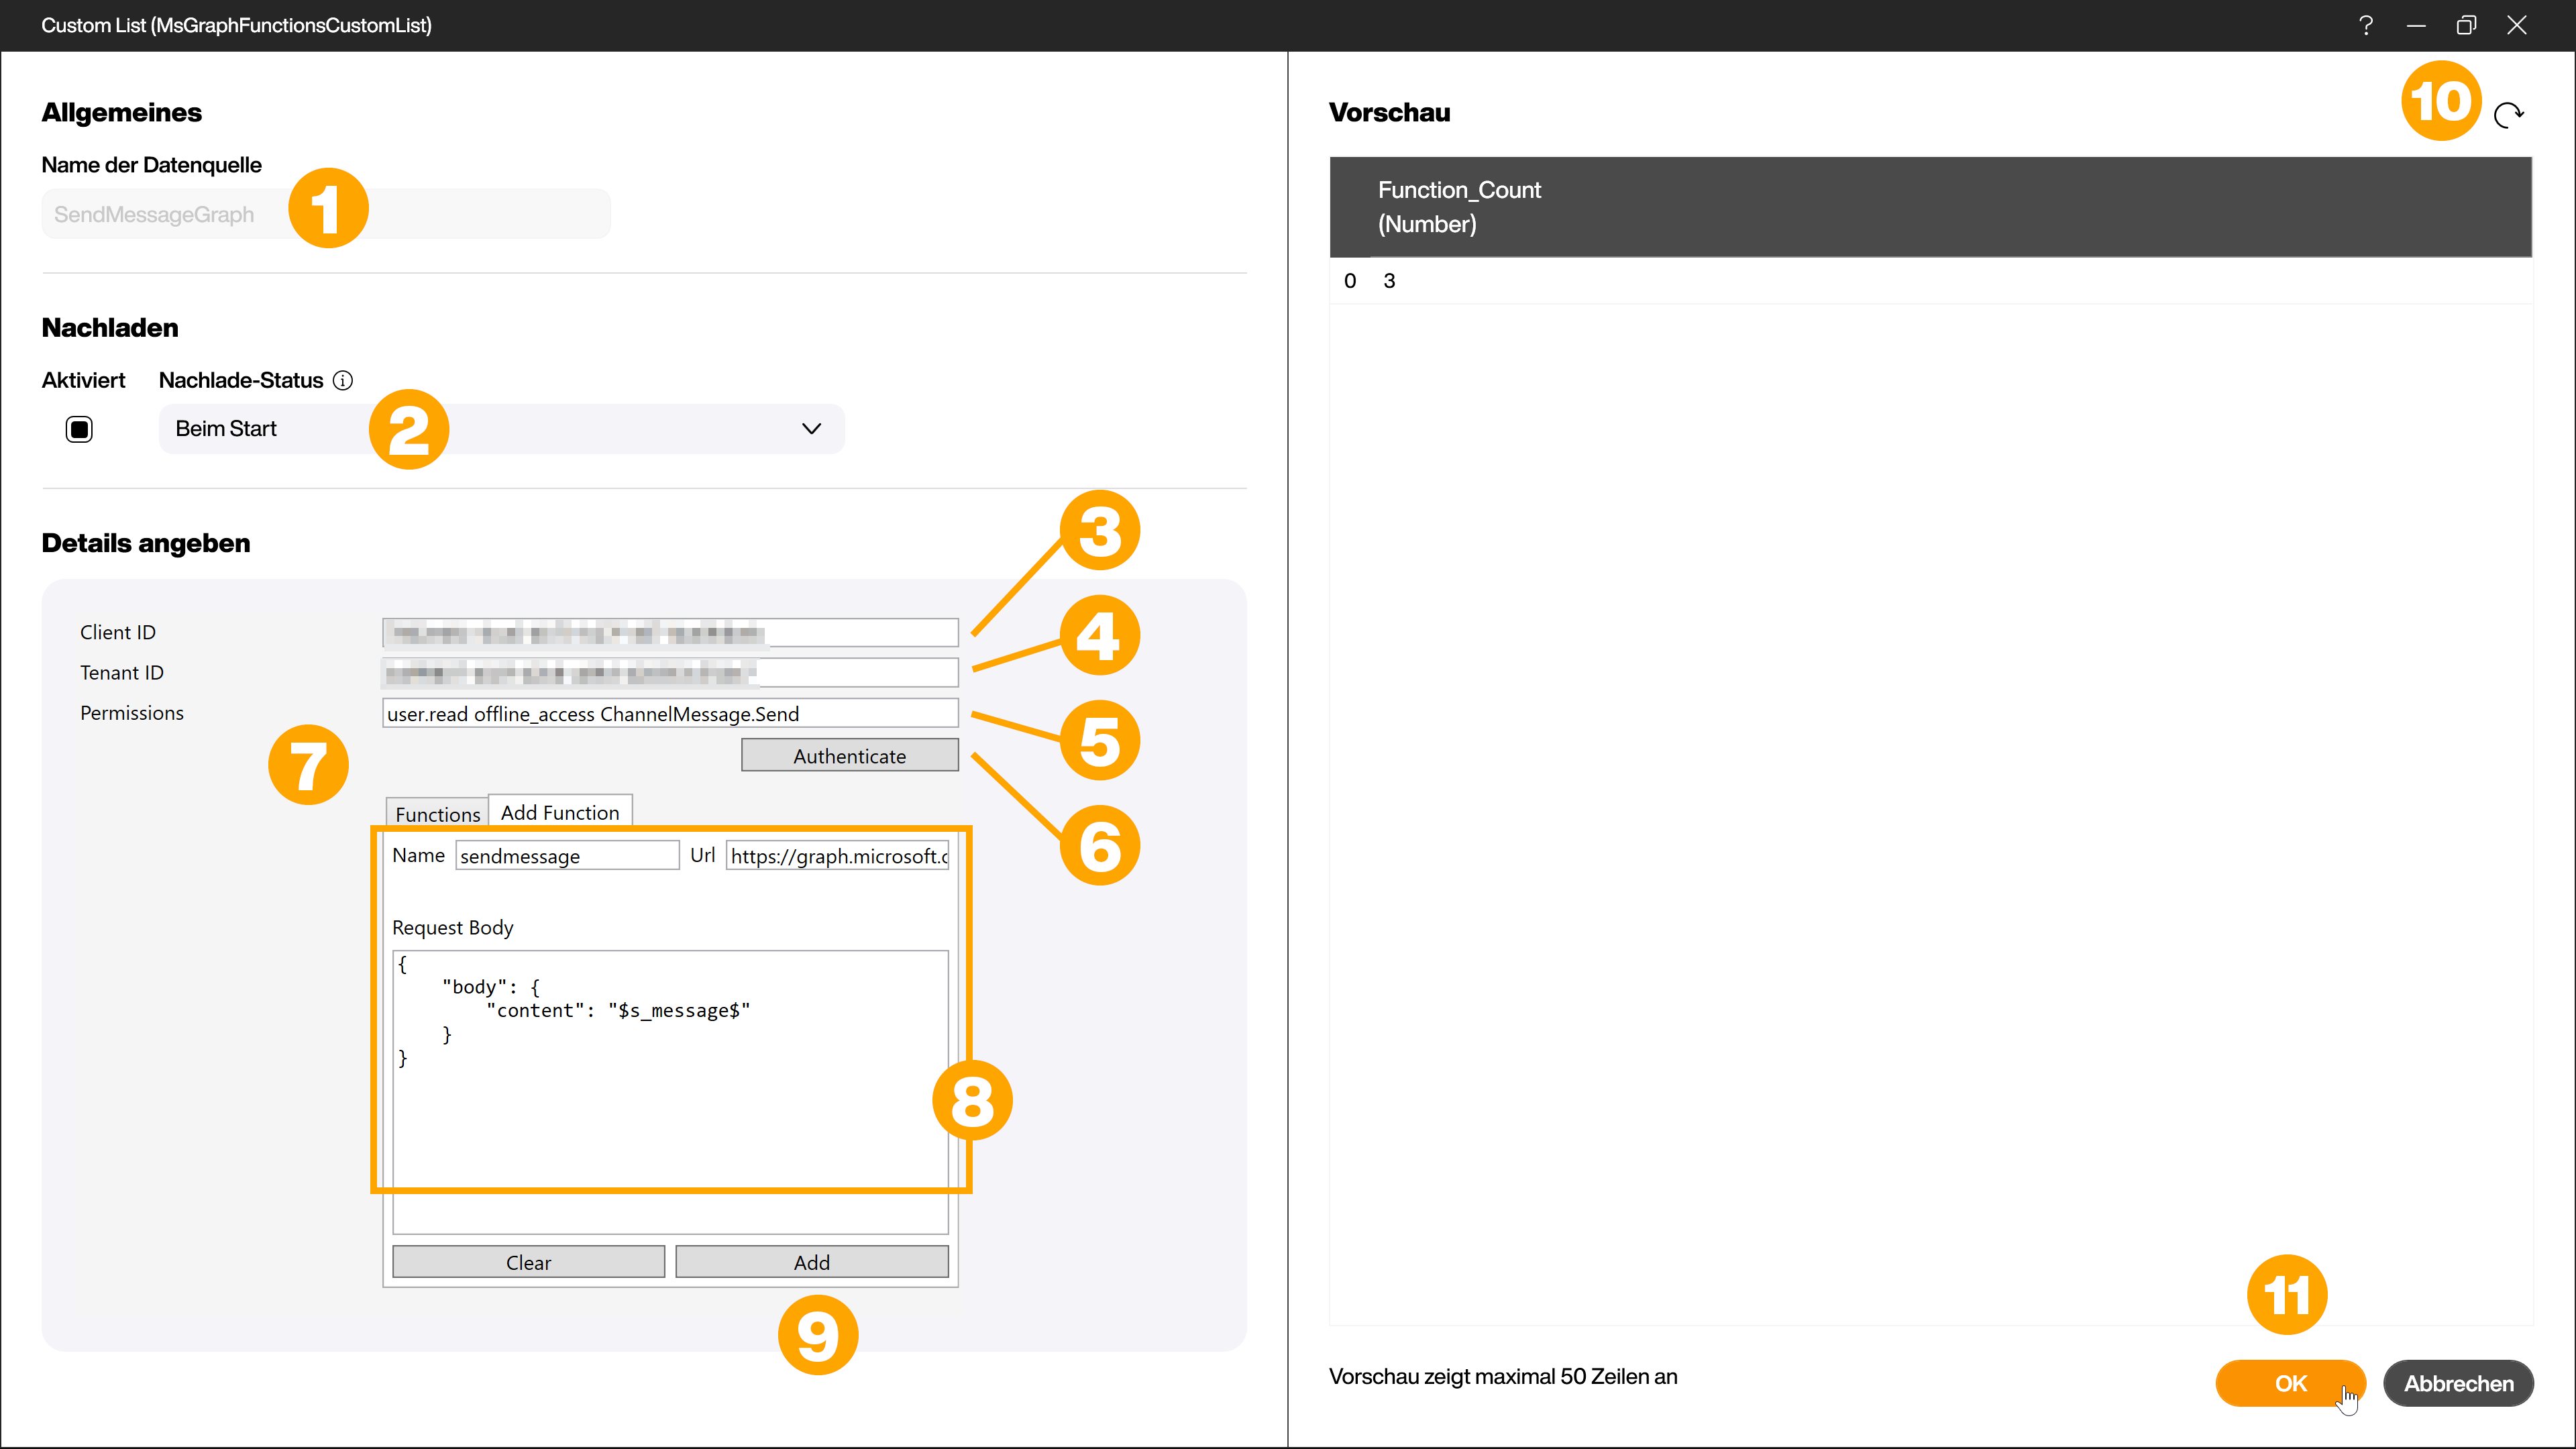 Custom List (MsGraphFunctionsCustomList)
Allgemeines
Name der Datenquelle
SendMessageGraph
1
Nachladen
Aktiviert
Nachlade-Status
Beim Start
2
Details angeben
3
Client ID
4
Tenant ID
Permissions
user.read offline_access ChannelMessage.Send
5
Authenticate
6
7
Functions
Add Function
Name
sendmessage
Url
https://graph.microsoft.c
Request Body
{
"body": {
"content": "$s_message$"
}
}
8
Clear
Add
9
Vorschau
10
Function_Count
(Number)
0 3
11
Vorschau zeigt maximal 50 Zeilen an
OK
Abbrechen